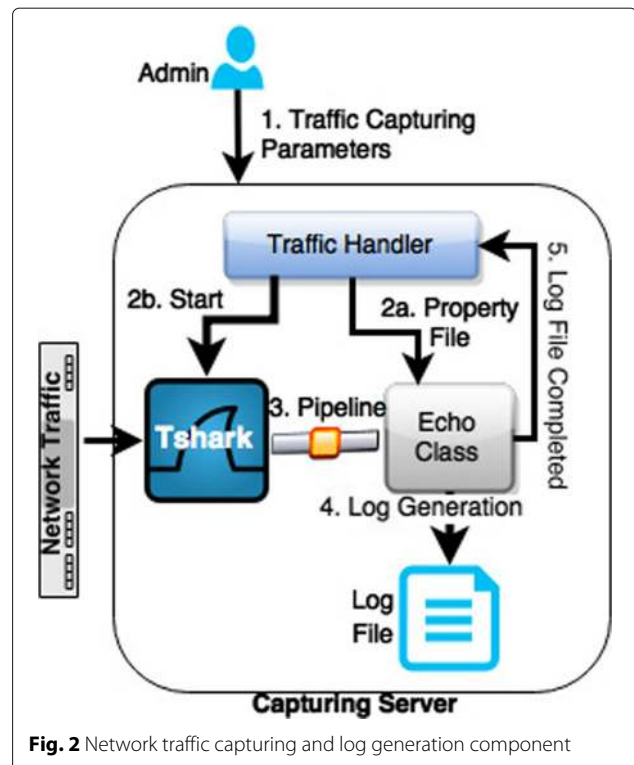 Admin
1. Traffic Capturing
Parameters
Traffic Handler
2b. Start
2a. Property
File
5. Log File Completed
Network Traffic
Tshark
3. Pipeline
Echo
Class
4. Log Generation
Log
File
Capturing Server
Fig. 2 Network traffic capturing and log generation component